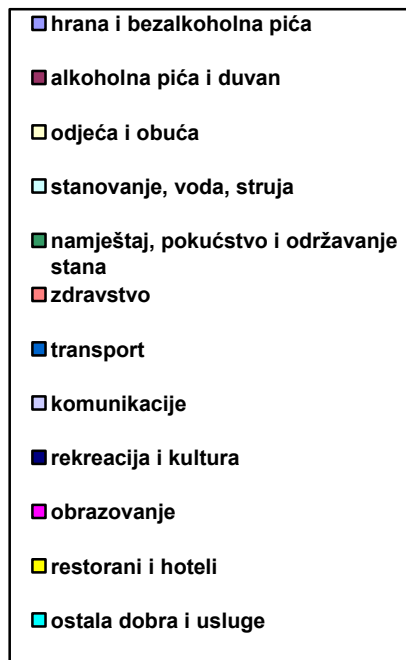 hrana i bezalkoholna pića
alkoholna pića i duvan
odjeća i obuća
stanovanje, voda, struja
namještaj, pokućstvo i održavanje
stana
zdravstvo
transport
komunikacije
rekreacija i kultura
obrazovanje
restorani i hoteli
ostala dobra i usluge